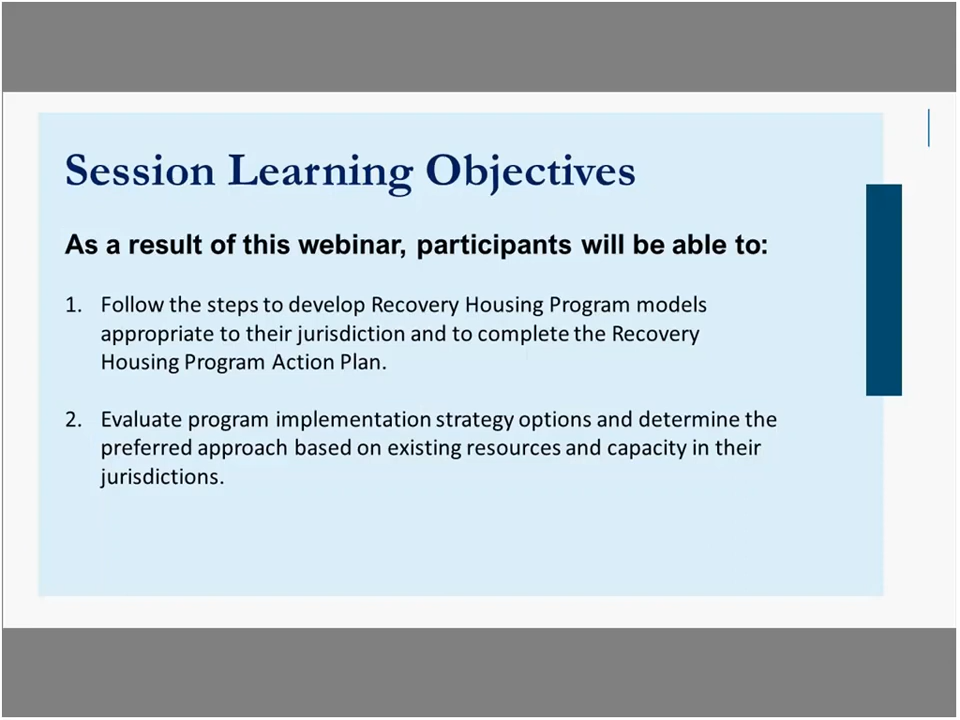 Session Learning Objectives
As a result of this webinar, participants will be able to:
1. Follow the steps to develop Recovery Housing Program models
appropriate to their jurisdiction and to complete the Recovery
Housing Program Action Plan.
2. Evaluate program implementation strategy options and determine the
preferred approach based on existing resources and capacity in their
jurisdictions.